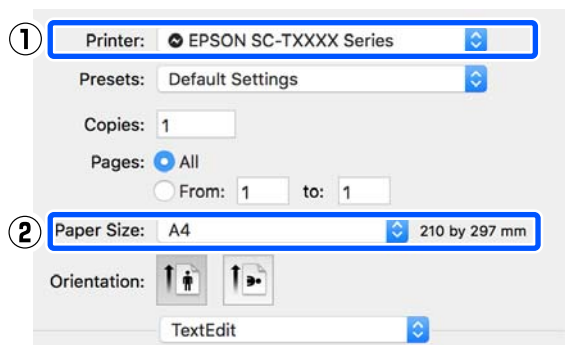 ① Printer: EPSON SC-TXXXX Series
Presets: Default Settings
Copies: 1
Pages: All
From: 1 to: 1
② Paper Size: A4 210 by 297 mm
Orientation:
TextEdit